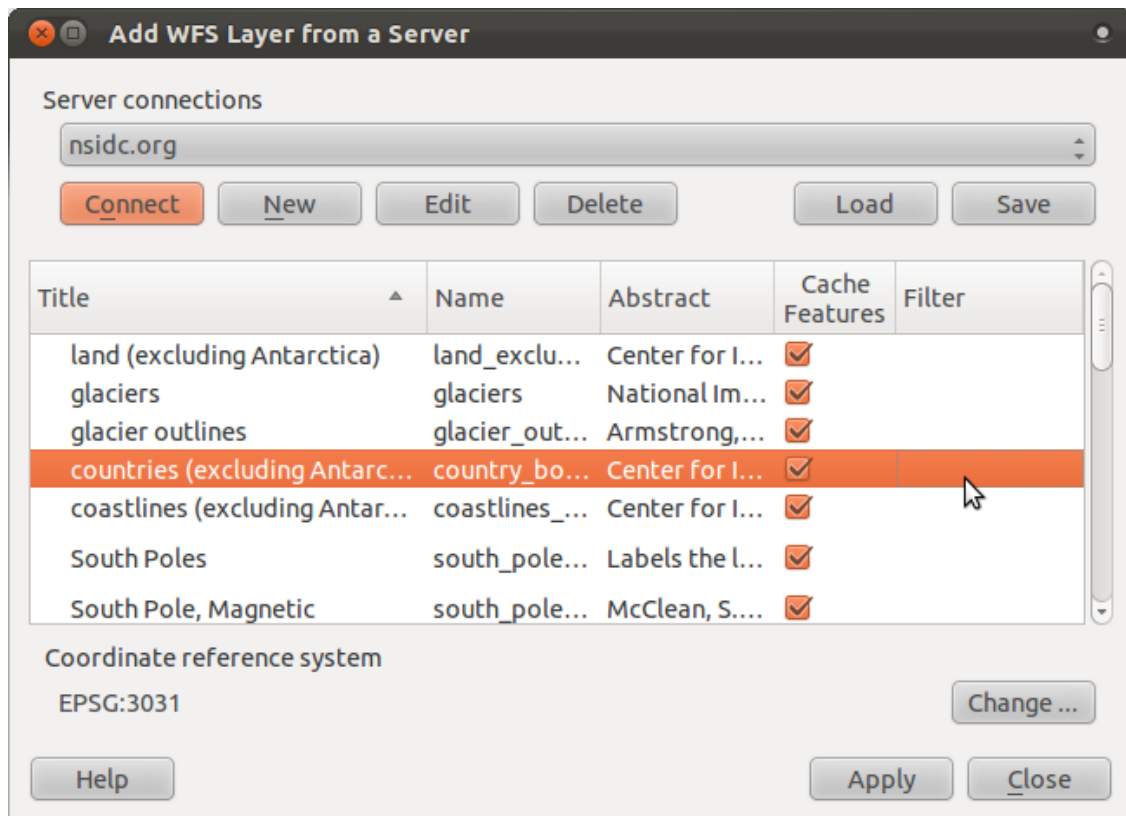 Add WFS Layer from a Server
Server connections
nsidc.org
Connect New Edit Delete Load Save
Title Name Abstract Cache Features Filter
land (excluding Antarctica) land_exclu... Center for I...
glaciers glaciers National Im...
glacier outlines glacier_out... Armstrong,...
countries (excluding Antarc... country_bo... Center for I...
coastlines (excluding Antar... coastlines_... Center for I...
South Poles south_pole... Labels the l...
South Pole, Magnetic south_pole... McClean, S....
Coordinate reference system
EPSG:3031 Change ...
Help Apply Close